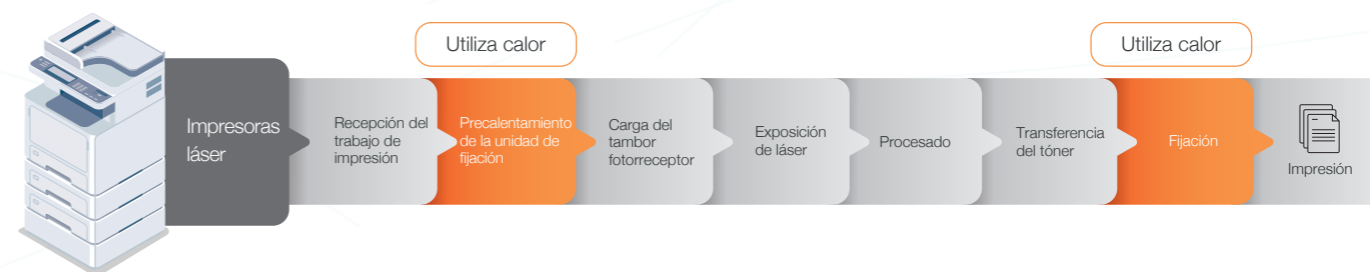 Utiliza calor
Utiliza calor
Impresoras
láser
Recepción del
trabajo de
impresión
Precalentamiento
de la unidad de
fijación
Carga del
tambor
fotorreceptor
Exposición
de láser
Procesado
Transferencia
del tóner
Fijación
Impresión